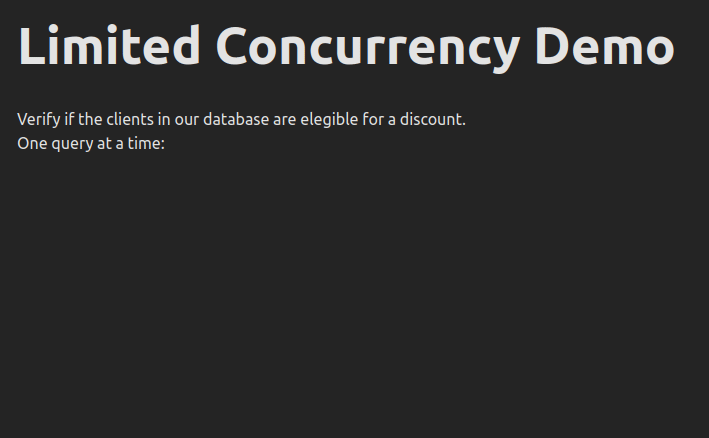 Limited Concurrency Demo
Verify if the clients in our database are elegible for a discount.
One query at a time: